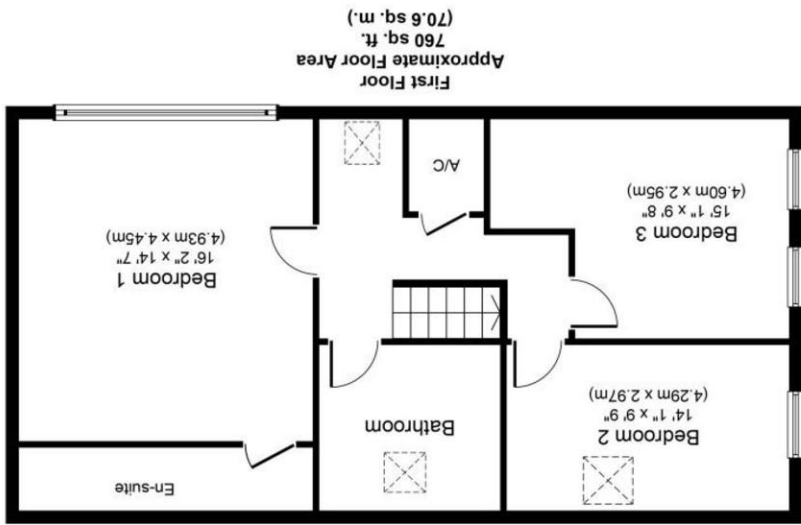 En-suite
Bathroom
Bedroom 2
14' 1" x 9' 9"
(4.29m x 2.97m)
Bedroom 1
16' 2" x 14' 7"
(4.93m x 4.45m)
Bedroom 3
15' 1" x 9' 8"
(4.60m x 2.95m)
A/C
First Floor
Approximate Floor Area
760 sq. ft.
(70.6 sq. m.)